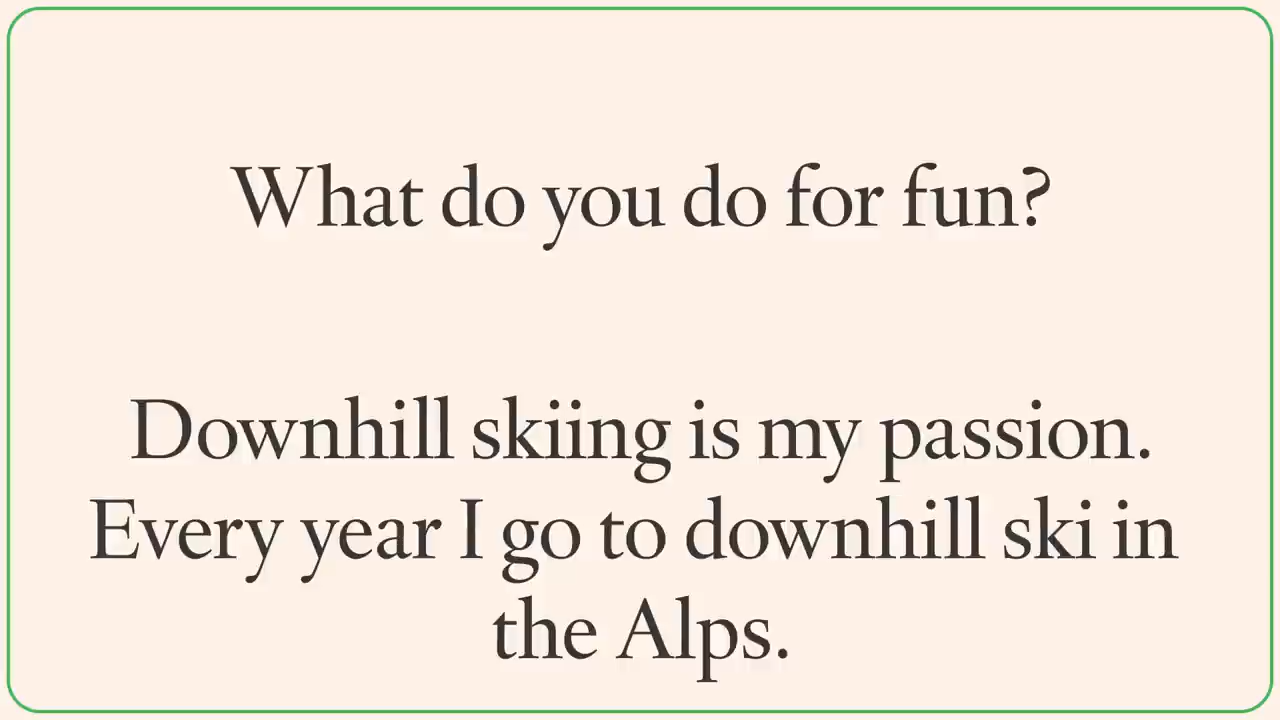 What do you do for fun?
Downhill skiing is my passion.
Every year I go to downhill ski in
the Alps.